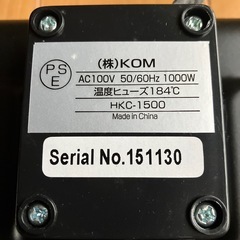 PS
E
(株)KOM
AC100V 50/60Hz 1000W
温度ヒューズ184℃
HKC-1500
Made in China
Serial No.151130